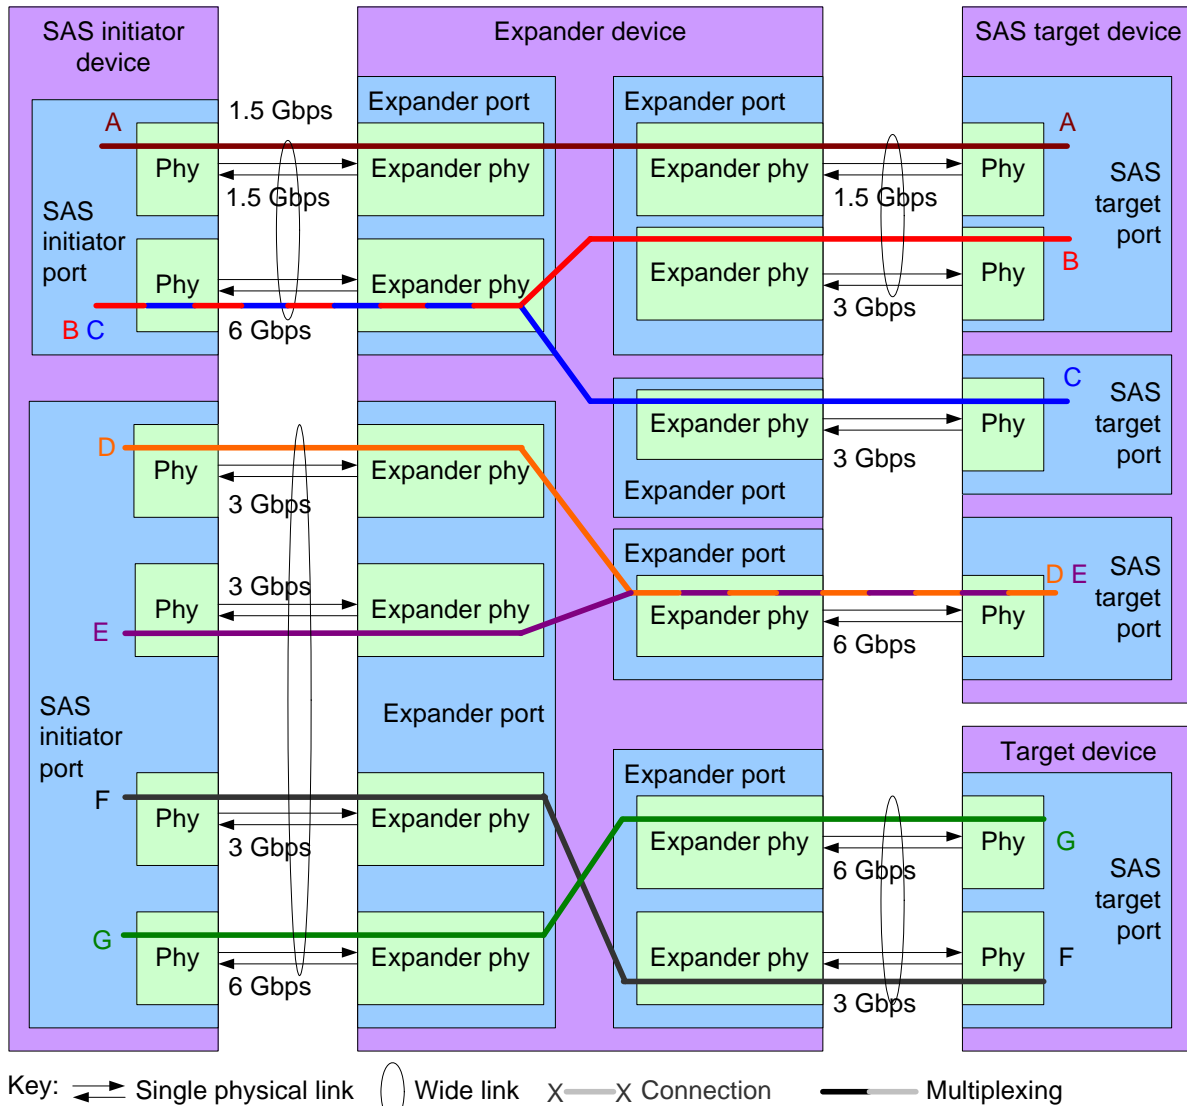 SAS initiator
device
Expander device
SAS target device
1.5 Gbps
Expander port
Expander port
A
A
Phy
Expander phy
Expander phy
Phy
SAS
target
port
1.5 Gbps
1.5 Gbps
SAS
initiator
port
Phy
Expander phy
Expander phy
Phy
B
B C
6 Gbps
3 Gbps
C
SAS
target
port
Expander phy
Phy
3 Gbps
Expander port
D
Phy
Expander phy
3 Gbps
Expander port
D E
SAS
target
port
3 Gbps
Phy
Expander phy
Expander phy
Phy
E
6 Gbps
SAS
initiator
port
Expander port
Target device
Expander port
F
Phy
Expander phy
3 Gbps
Expander phy
Phy
G
6 Gbps
SAS
target
port
G
Phy
Expander phy
6 Gbps
Expander phy
Phy
F
3 Gbps
Key: Single physical link Wide link X X Connection Multiplexing